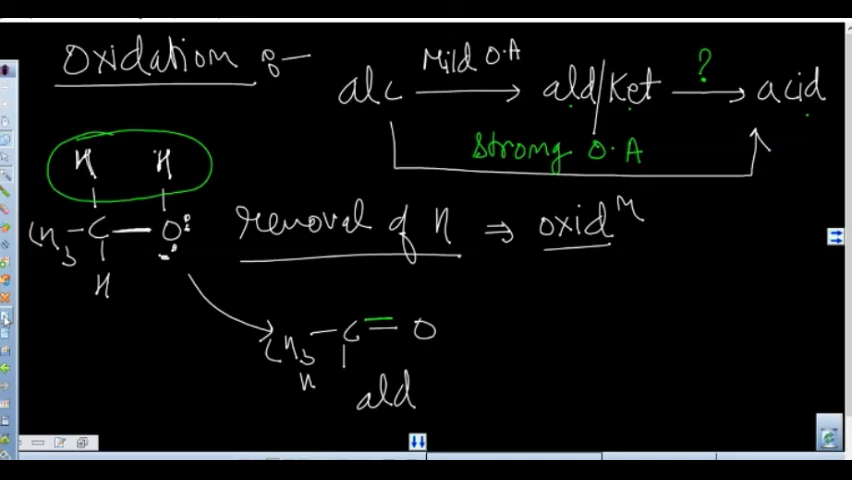 Oxidation :-
alc Mild O.A ald/Ket ? acid
Strong O.A
H H
CH3 - C - O:
H
removal of H ⇒ oxidn
CH3 - C = O
H
ald